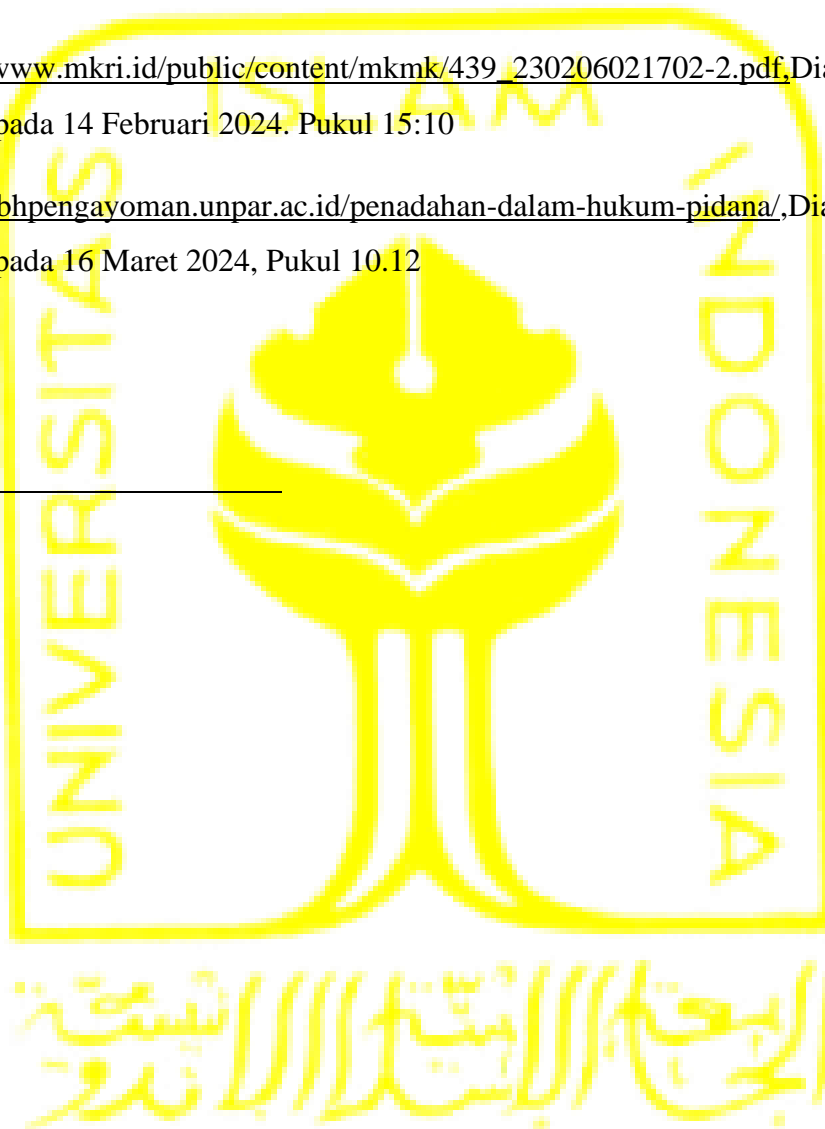 www.mkri.id/public/content/mkmk/439_230206021702-2.pdf,Dia
pada 14 Februari 2024. Pukul 15:10
bhpengayoman.unpar.ac.id/penadahan-dalam-hukum-pidana/,Dia
pada 16 Maret 2024, Pukul 10.12
UNIVERSITAS
ISLAM
INDONESIA